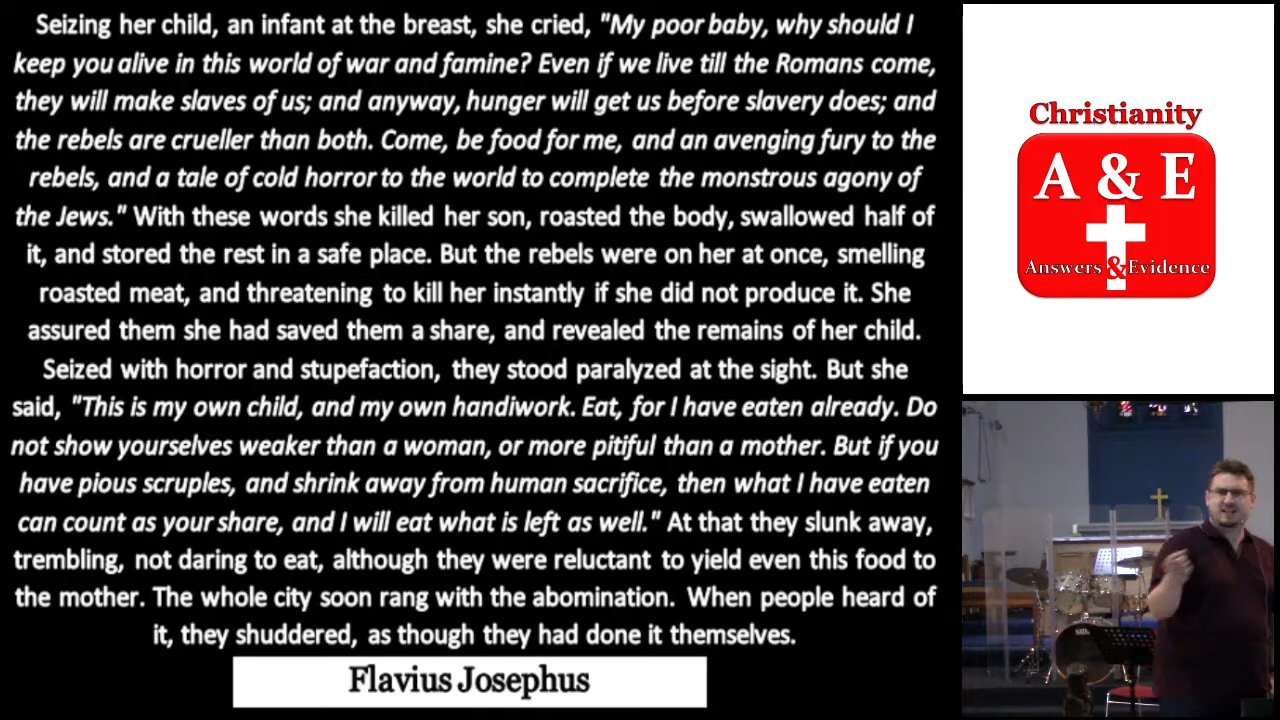 Seizing her child, an infant at the breast, she cried, "My poor baby, why should I
keep you alive in this world of war and famine? Even if we live till the Romans come,
they will make slaves of us; and anyway, hunger will get us before slavery does; and
the rebels are crueller than both. Come, be food for me, and an avenging fury to the
rebels, and a tale of cold horror to the world to complete the monstrous agony of
the Jews." With these words she killed her son, roasted the body, swallowed half of
it, and stored the rest in a safe place. But the rebels were on her at once, smelling
roasted meat, and threatening to kill her instantly if she did not produce it. She
assured them she had saved them a share, and revealed the remains of her child.
Seized with horror and stupefaction, they stood paralyzed at the sight. But she
said, "This is my own child, and my own handiwork. Eat, for I have eaten already. Do
not show yourselves weaker than a woman, or more pitiful than a mother. But if you
have pious scruples, and shrink away from human sacrifice, then what I have eaten
can count as your share, and I will eat what is left as well." At that they slunk away,
trembling, not daring to eat, although they were reluctant to yield even this food to
the mother. The whole city soon rang with the abomination. When people heard of
it, they shuddered, as though they had done it themselves.
Flavius Josephus
Christianity
A & E
Answers & Evidence